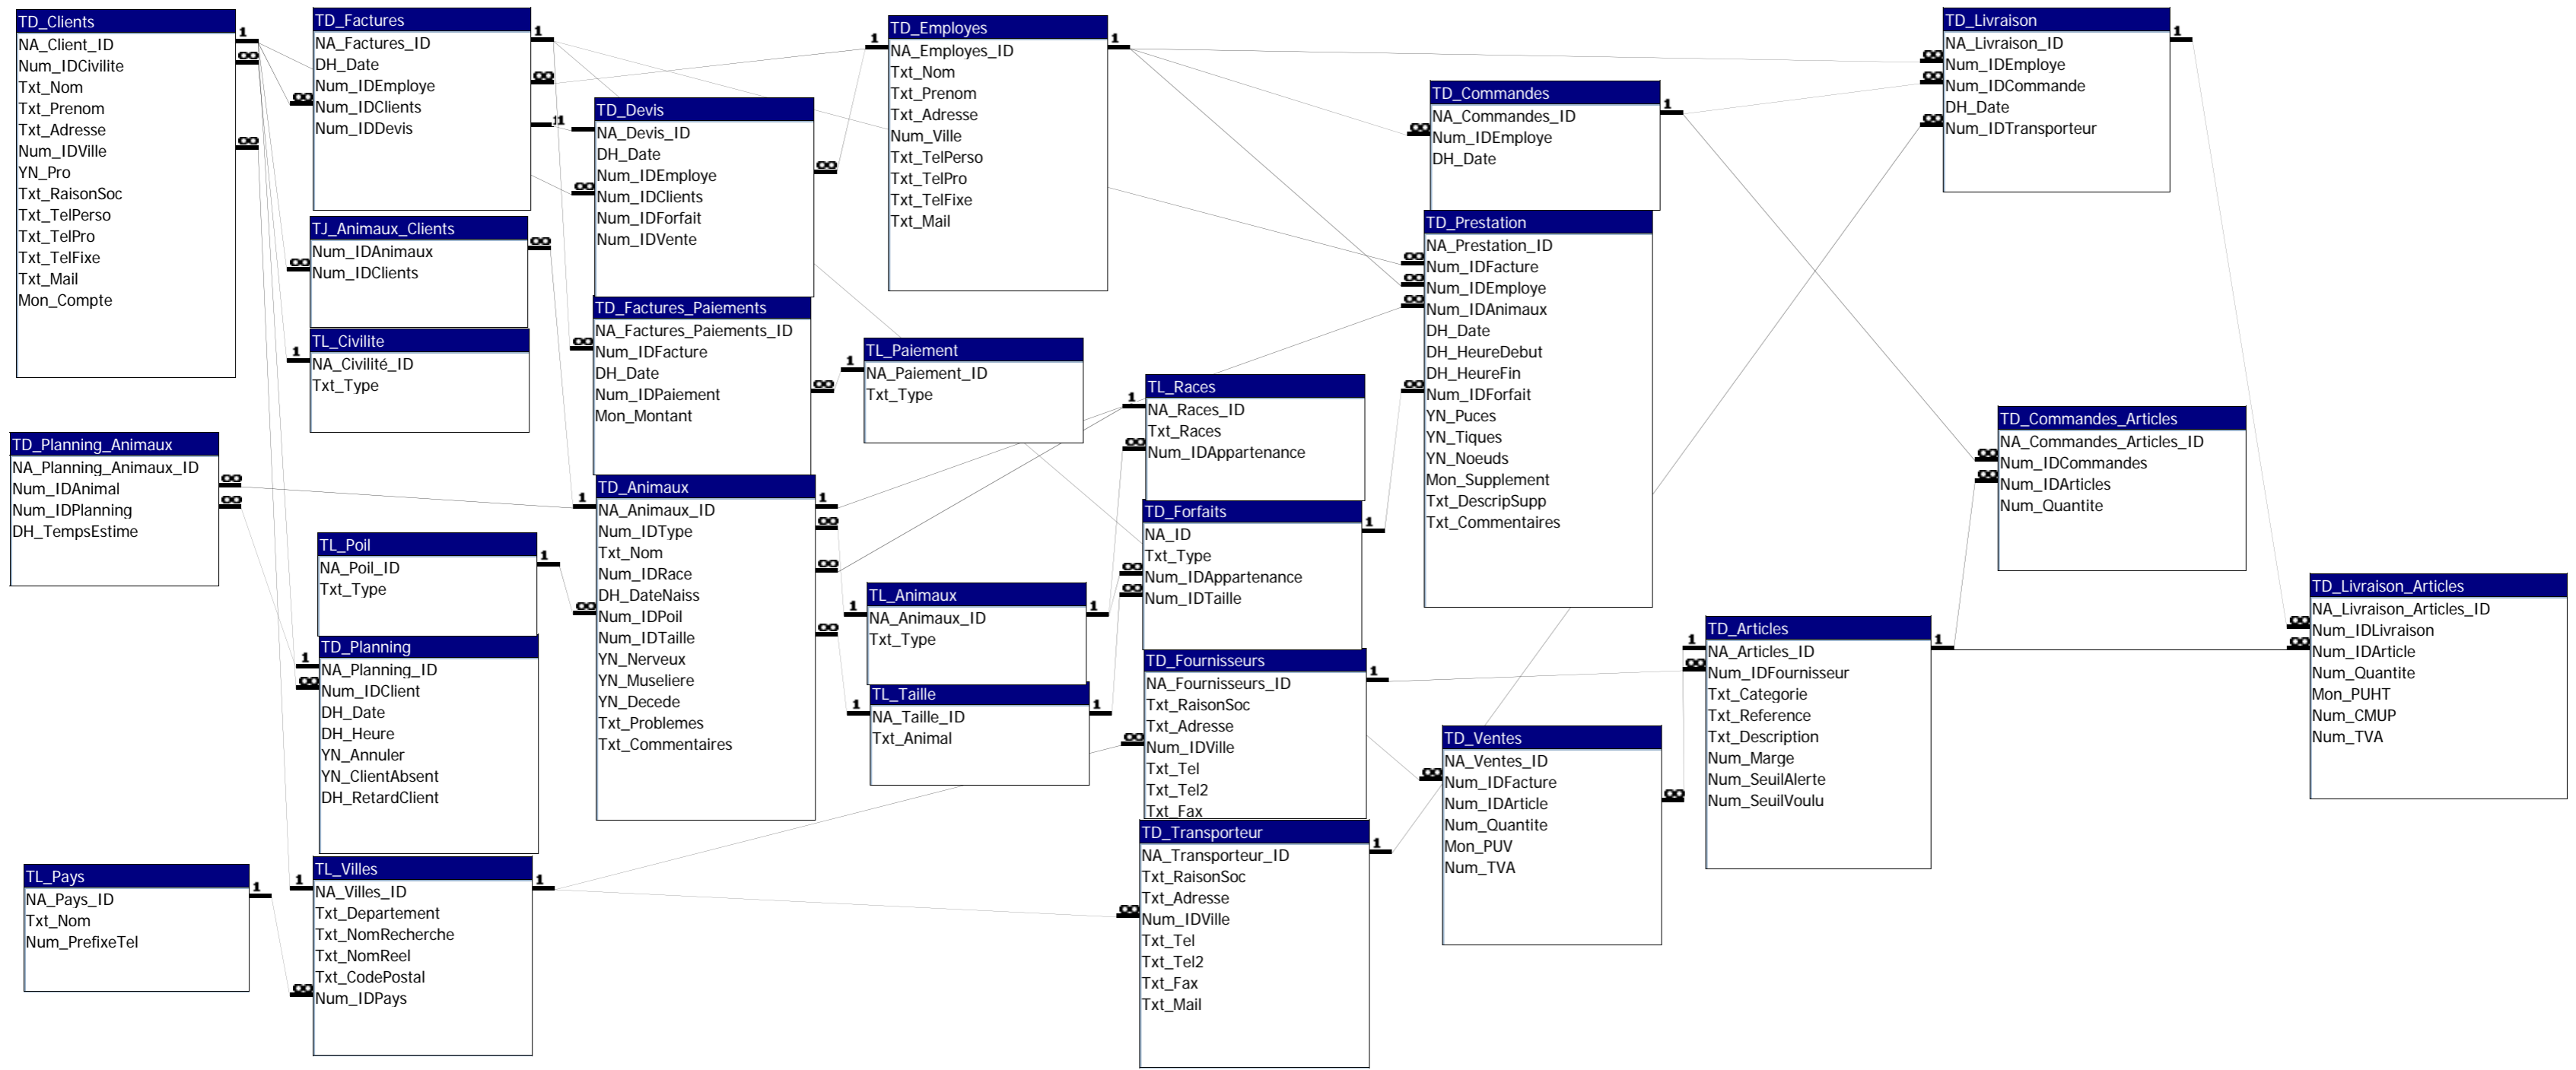 TD_Clients
NA_Client_ID
Num_IDCivilite
Txt_Nom
Txt_Prenom
Txt_Adresse
Num_IDVille
YN_Pro
Txt_RaisonSoc
Txt_TelPerso
Txt_TelPro
Txt_TelFixe
Txt_Mail
Mon_Compte
TD_Factures
NA_Factures_ID
DH_Date
Num_IDEmploye
Num_IDClients
Num_IDDevis
TJ_Animaux_Clients
Num_IDAnimaux
Num_IDClients
TL_Civilite
NA_Civilité_ID
Txt_Type
TD_Devis
NA_Devis_ID
DH_Date
Num_IDEmploye
Num_IDClients
Num_IDForfait
Num_IDVente
TD_Factures_Paiements
NA_Factures_Paiements_ID
Num_IDFacture
DH_Date
Num_IDPaiement
Mon_Montant
TD_Employes
NA_Employes_ID
Txt_Nom
Txt_Prenom
Txt_Adresse
Num_Ville
Txt_TelPerso
Txt_TelPro
Txt_TelFixe
Txt_Mail
TL_Paiement
NA_Paiement_ID
Txt_Type
TL_Races
NA_Races_ID
Txt_Races
Num_IDAppartenance
TD_Commandes
NA_Commandes_ID
Num_IDEmploye
DH_Date
TD_Prestation
NA_Prestation_ID
Num_IDFacture
Num_IDEmploye
Num_IDAnimaux
DH_Date
DH_HeureDebut
DH_HeureFin
Num_IDForfait
YN_Puces
YN_Tiques
YN_Noeuds
Mon_Supplement
Txt_DescripSupp
Txt_Commentaires
TD_Livraison
NA_Livraison_ID
Num_IDEmploye
Num_IDCommande
DH_Date
Num_IDTransporteur
TD_Commandes_Articles
NA_Commandes_Articles_ID
Num_IDCommandes
Num_IDArticles
Num_Quantite
TD_Planning_Animaux
NA_Planning_Animaux_ID
Num_IDAnimal
Num_IDPlanning
DH_TempsEstime
TL_Poil
NA_Poil_ID
Txt_Type
TD_Planning
NA_Planning_ID
Num_IDClient
DH_Date
DH_Heure
YN_Annuler
YN_ClientAbsent
DH_RetardClient
TD_Animaux
NA_Animaux_ID
Num_IDType
Txt_Nom
Num_IDRace
DH_DateNaiss
Num_IDPoil
Num_IDTaille
YN_Nerveux
YN_Museliere
YN_Decede
Txt_Problemes
Txt_Commentaires
TL_Animaux
NA_Animaux_ID
Txt_Type
TL_Taille
NA_Taille_ID
Txt_Animal
TD_Forfaits
NA_ID
Txt_Type
Num_IDAppartenance
Num_IDTaille
TD_Fournisseurs
NA_Fournisseurs_ID
Txt_RaisonSoc
Txt_Adresse
Num_IDVille
Txt_Tel
Txt_Tel2
Txt_Fax
TD_Transporteur
NA_Transporteur_ID
Txt_RaisonSoc
Txt_Adresse
Num_IDVille
Txt_Tel
Txt_Tel2
Txt_Fax
Txt_Mail
TD_Ventes
NA_Ventes_ID
Num_IDFacture
Num_IDArticle
Num_Quantite
Mon_PUV
Num_TVA
TD_Articles
NA_Articles_ID
Num_IDFournisseur
Txt_Categorie
Txt_Reference
Txt_Description
Num_Marge
Num_SeuilAlerte
Num_SeuilVoulu
TD_Livraison_Articles
NA_Livraison_Articles_ID
Num_IDLivraison
Num_IDArticle
Num_Quantite
Mon_PUHT
Num_CMUP
Num_TVA
TL_Pays
NA_Pays_ID
Txt_Nom
Num_PrefixeTel
TL_Villes
NA_Villes_ID
Txt_Departement
Txt_NomRecherche
Txt_NomReel
Txt_CodePostal
Num_IDPays